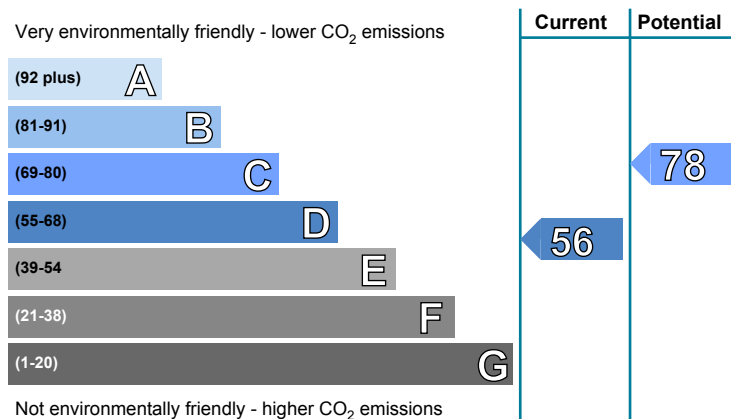 Current Potential
Very environmentally friendly - lower CO₂ emissions
(92 plus) A
(81-91) B
(69-80) C
78
(55-68) D
56
(39-54 E
(21-38) F
(1-20) G
Not environmentally friendly - higher CO₂ emissions